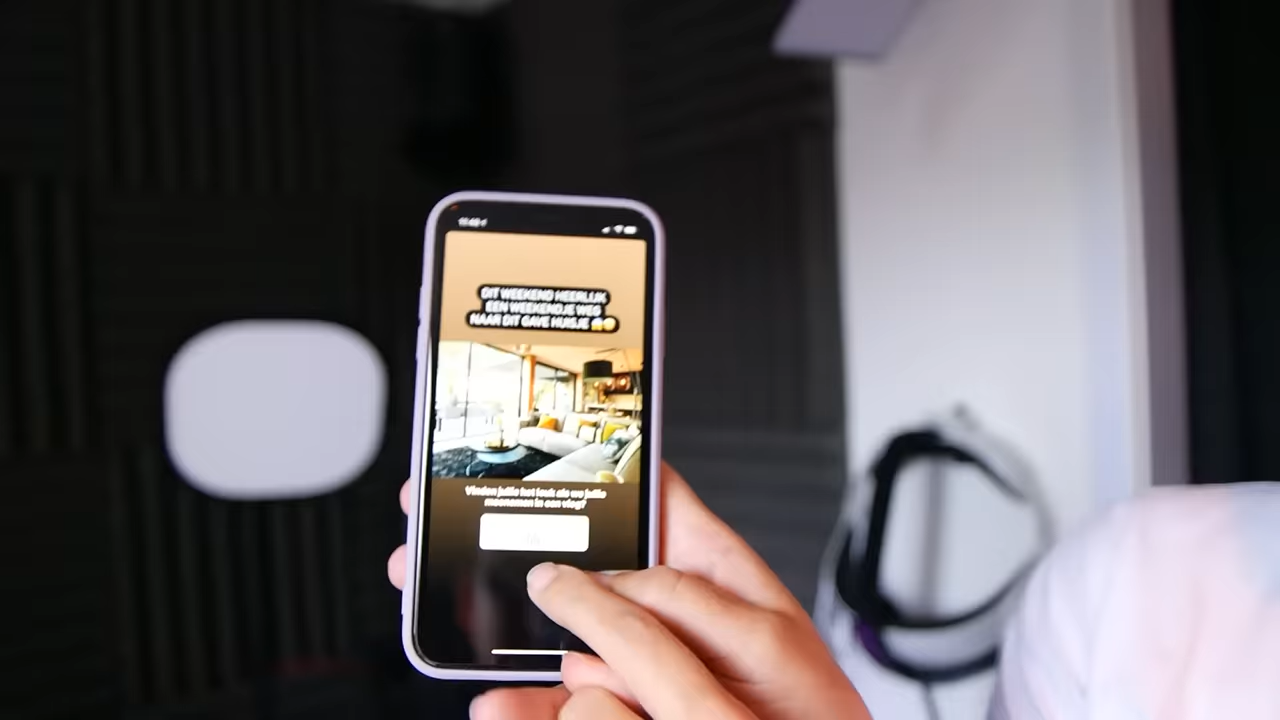 DIT WEEKEND HEERLIJK
EEN WEEKENDJE WEG
NAAR DIT GAVE HUISJE
Vinden jullie het leuk als we jullie
meenemen in een vlog?